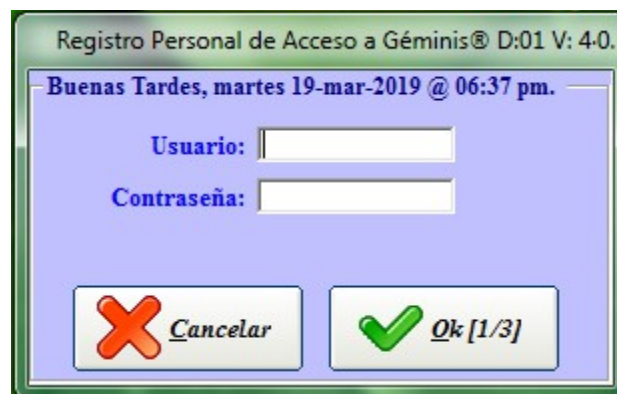 Registro Personal de Acceso a Géminis® D:01 V: 4·0.
Buenas Tardes, martes 19-mar-2019 @ 06:37 pm.
Usuario:
Contraseña:
Cancelar
Ok [1/3]